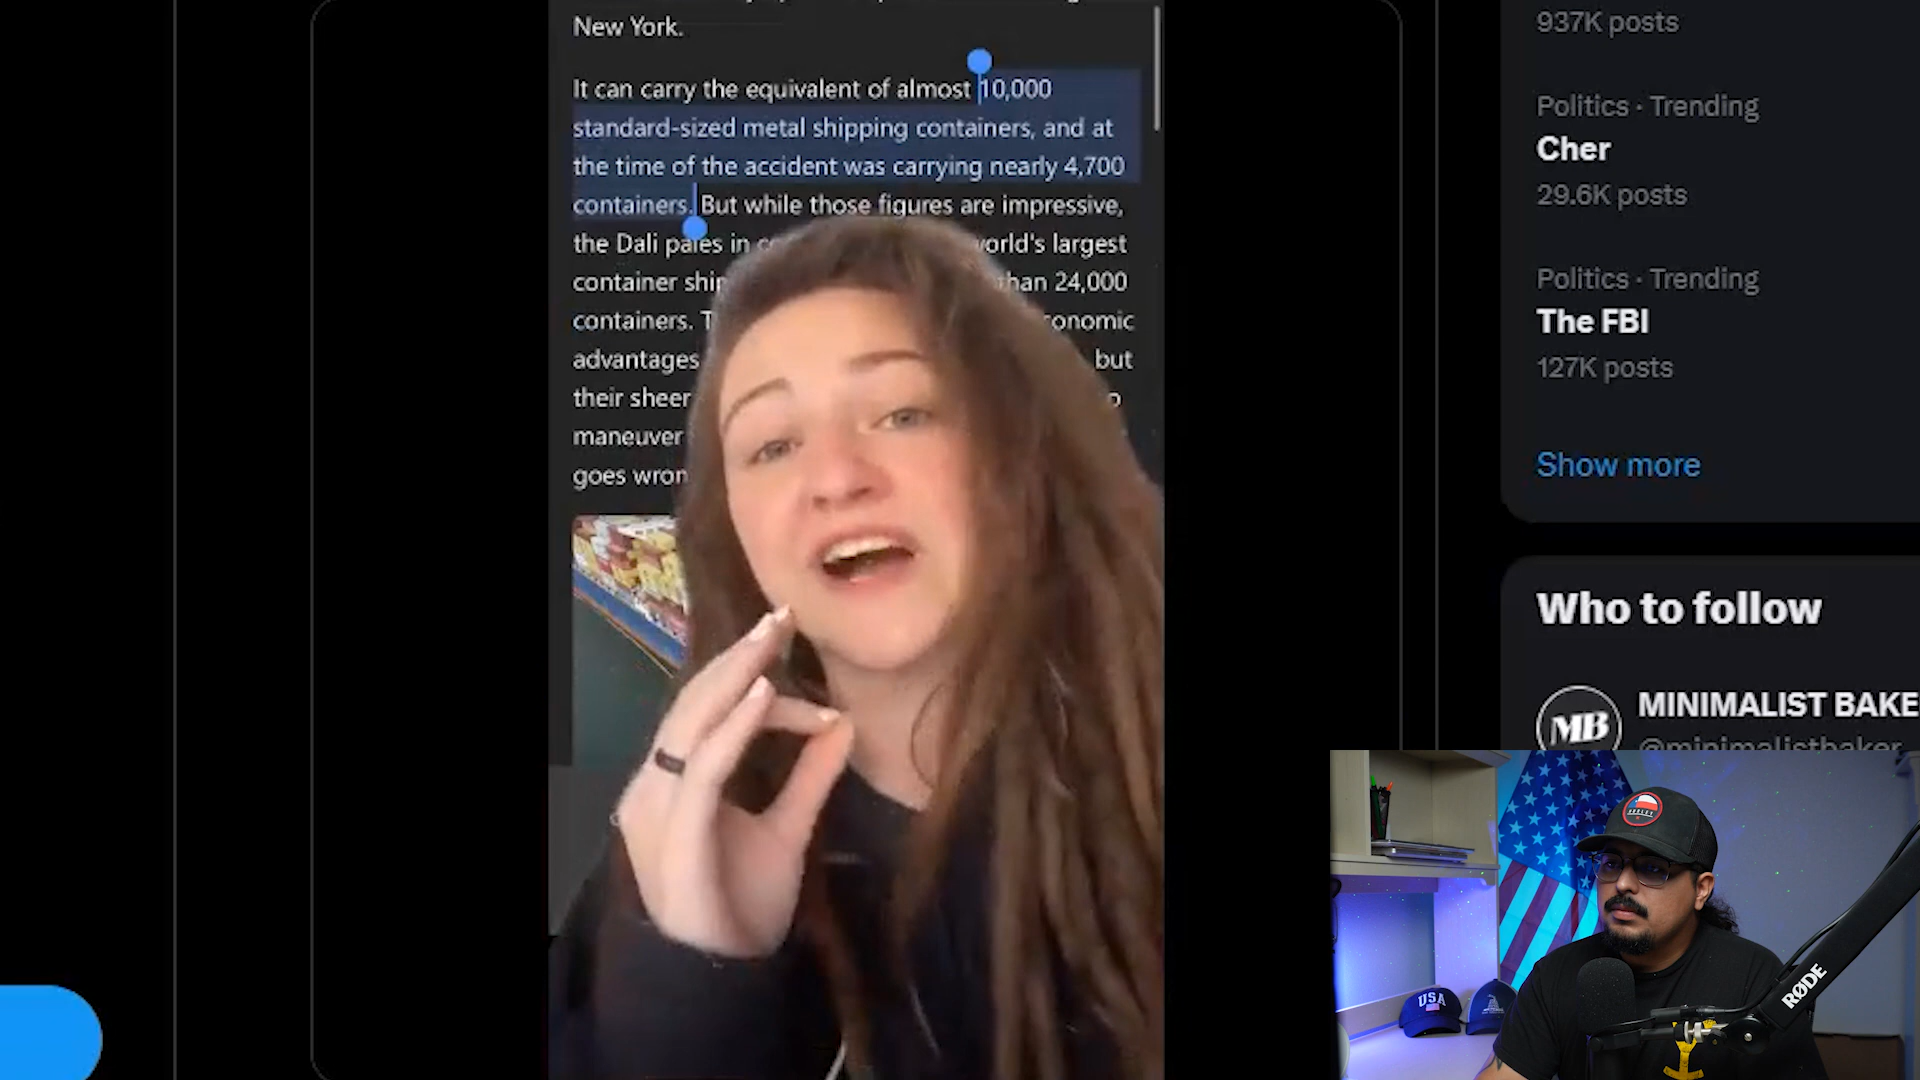 New York.
It can carry the equivalent of almost 10,000
standard-sized metal shipping containers, and at
the time of the accident was carrying nearly 4,700
containers. But while those figures are impressive,
the Dali pales in world's largest
container than 24,000
containers.
advantages but
their sheer
maneuver
goes
937K posts
Politics · Trending
Cher
29.6K posts
Politics · Trending
The FBI
127K posts
Show more
Who to follow
MB
MINIMALIST BAKE
@minimalistbaker
USA
RØDE